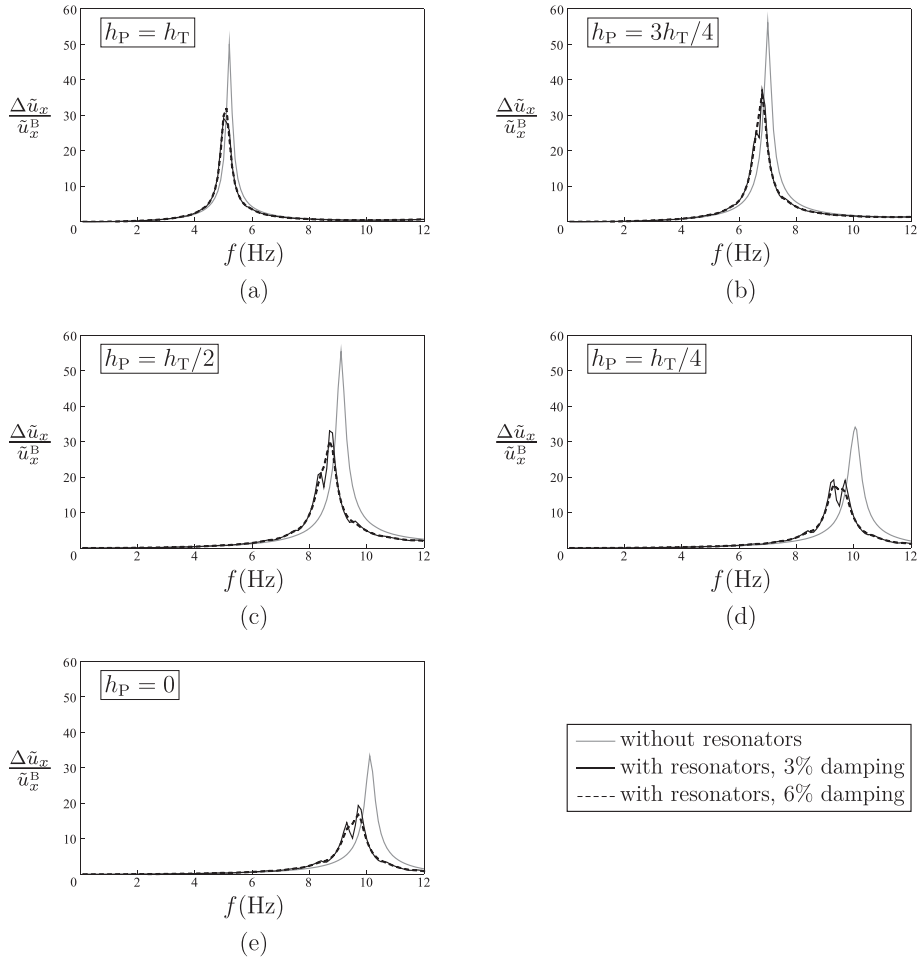 h_P = h_T
Δũ_x / ũ_x^B
60
50
40
30
20
10
0 2 4 6 8 10 12
f(Hz)
(a)
h_P = 3h_T/4
Δũ_x / ũ_x^B
60
50
40
30
20
10
0 2 4 6 8 10 12
f(Hz)
(b)
h_P = h_T/2
Δũ_x / ũ_x^B
60
50
40
30
20
10
0 2 4 6 8 10 12
f(Hz)
(c)
h_P = h_T/4
Δũ_x / ũ_x^B
60
50
40
30
20
10
0 2 4 6 8 10 12
f(Hz)
(d)
h_P = 0
Δũ_x / ũ_x^B
60
50
40
30
20
10
0 2 4 6 8 10 12
f(Hz)
(e)
without resonators
with resonators, 3% damping
with resonators, 6% damping